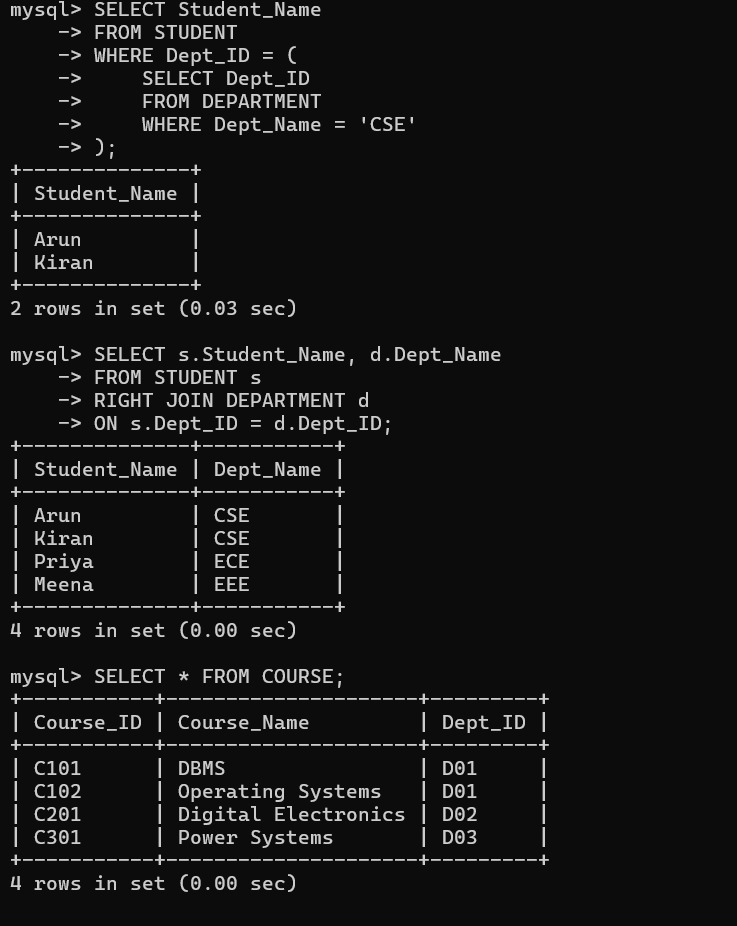 mysql> SELECT Student_Name
    -> FROM STUDENT
    -> WHERE Dept_ID = (
    ->     SELECT Dept_ID
    ->     FROM DEPARTMENT
    ->     WHERE Dept_Name = 'CSE'
    -> );
+--------------+
| Student_Name |
+--------------+
| Arun         |
| Kiran        |
+--------------+
2 rows in set (0.03 sec)

mysql> SELECT s.Student_Name, d.Dept_Name
    -> FROM STUDENT s
    -> RIGHT JOIN DEPARTMENT d
    -> ON s.Dept_ID = d.Dept_ID;
+--------------+-----------+
| Student_Name | Dept_Name |
+--------------+-----------+
| Arun         | CSE       |
| Kiran        | CSE       |
| Priya        | ECE       |
| Meena        | EEE       |
+--------------+-----------+
4 rows in set (0.00 sec)

mysql> SELECT * FROM COURSE;
+-----------+---------------------+---------+
| Course_ID | Course_Name         | Dept_ID |
+-----------+---------------------+---------+
| C101      | DBMS                | D01     |
| C102      | Operating Systems   | D01     |
| C201      | Digital Electronics | D02     |
| C301      | Power Systems       | D03     |
+-----------+---------------------+---------+
4 rows in set (0.00 sec)